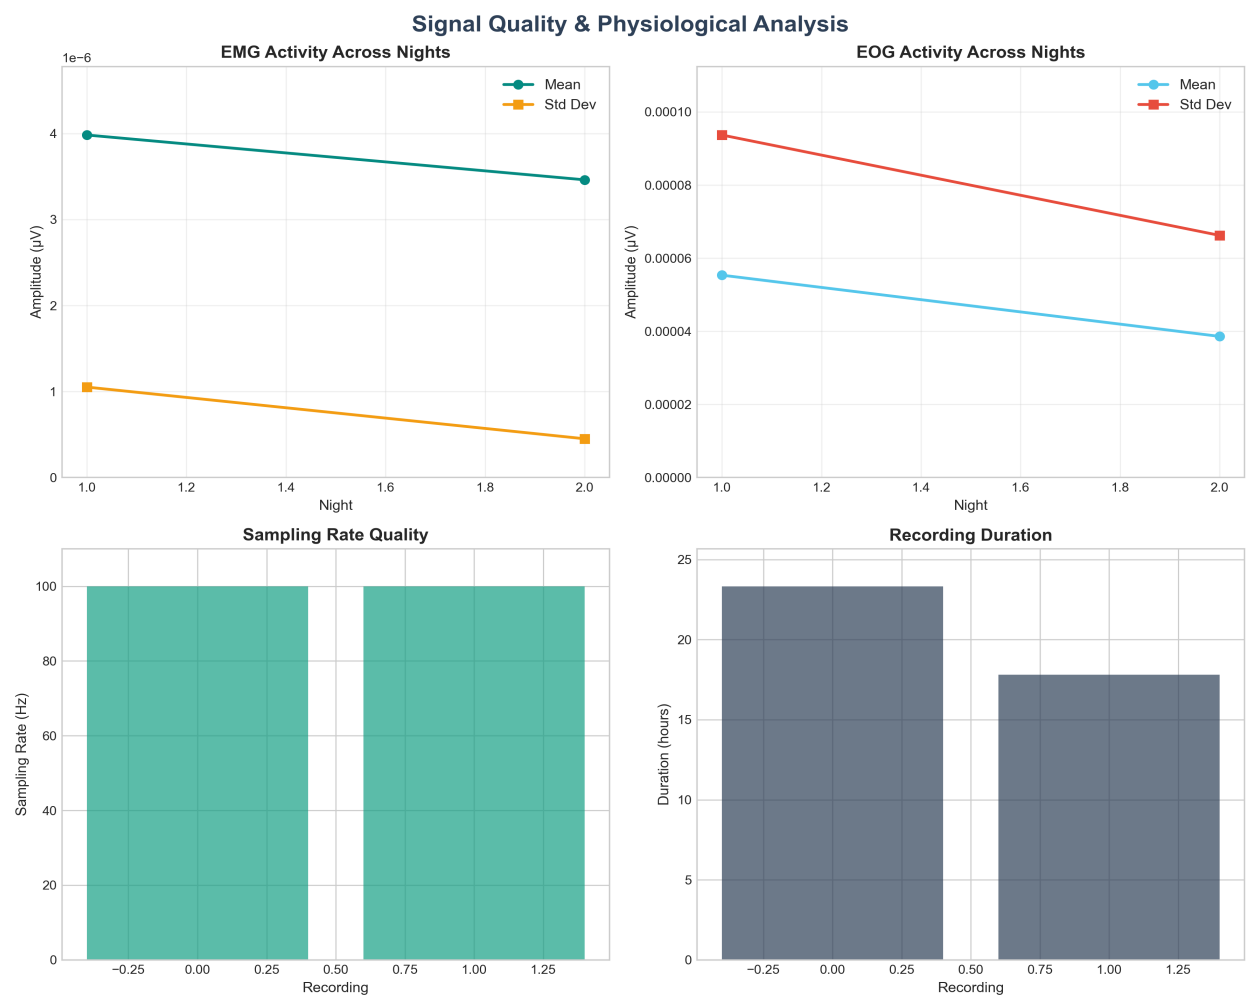 Signal Quality & Physiological Analysis
EMG Activity Across Nights
1e−6
Mean
Std Dev
4
3
2
1
0
Amplitude (μV)
1.0 1.2 1.4 1.6 1.8 2.0
Night
EOG Activity Across Nights
Mean
Std Dev
0.00010
0.00008
0.00006
0.00004
0.00002
0.00000
Amplitude (μV)
1.0 1.2 1.4 1.6 1.8 2.0
Night
Sampling Rate Quality
100
80
60
40
20
0
Sampling Rate (Hz)
−0.25 0.00 0.25 0.50 0.75 1.00 1.25
Recording
Recording Duration
25
20
15
10
5
0
Duration (hours)
−0.25 0.00 0.25 0.50 0.75 1.00 1.25
Recording